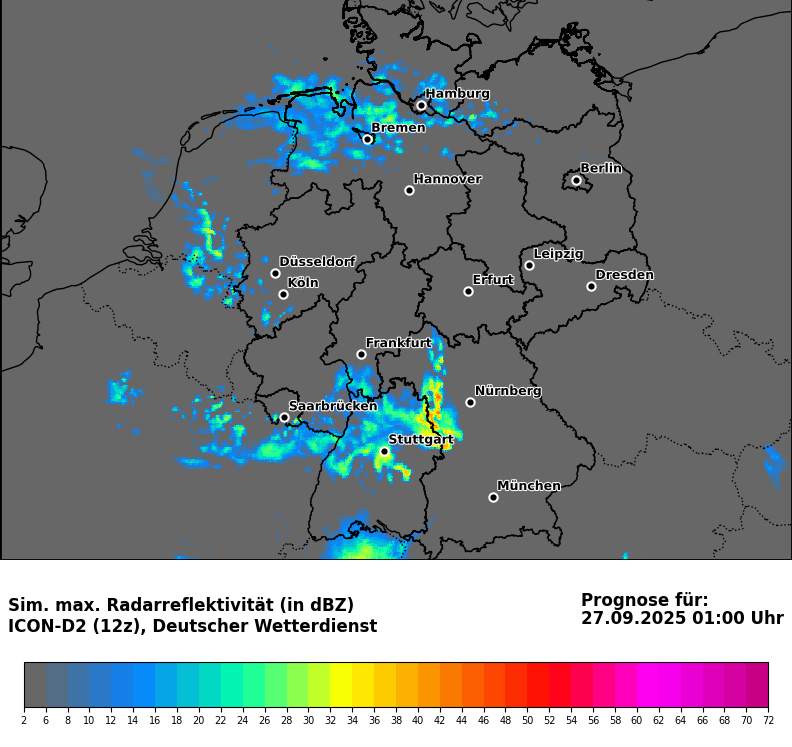 Hamburg
Bremen
Berlin
Hannover
Leipzig
Düsseldorf
Dresden
Erfurt
Köln
Frankfurt
Nürnberg
Saarbrücken
Stuttgart
München
Sim. max. Radarreflektivität (in dBZ)
ICON-D2 (12z), Deutscher Wetterdienst
Prognose für:
27.09.2025 01:00 Uhr
2 6 8 10 12 14 16 18 20 22 24 26 28 30 32 34 36 38 40 42 44 46 48 50 52 54 56 58 60 62 64 66 68 70 72